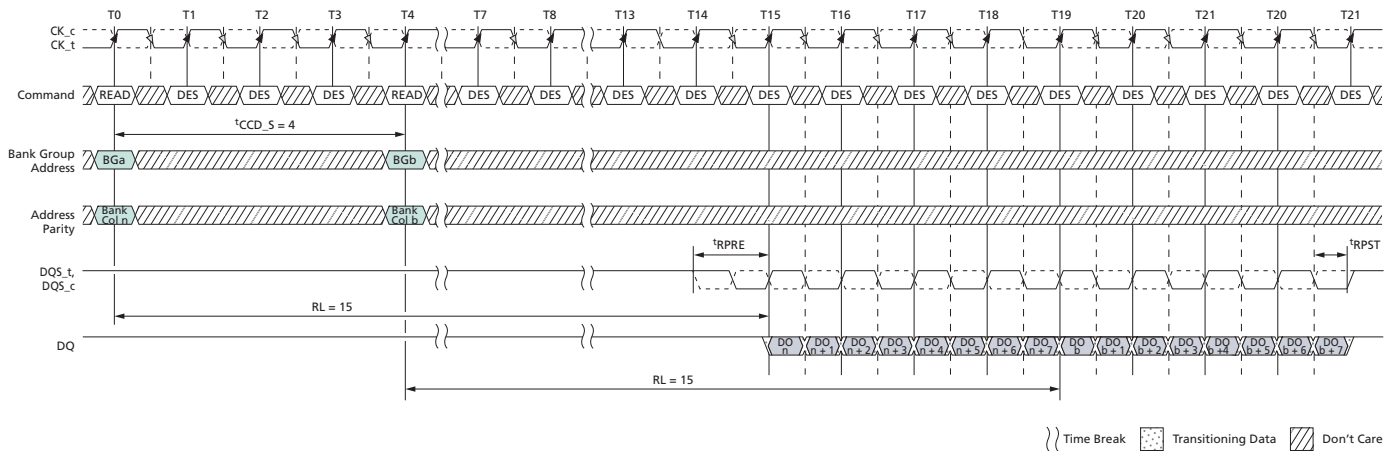 T0 T1 T2 T3 T4 T7 T8 T13 T14 T15 T16 T17 T18 T19 T20 T21 T20 T21
CK_c
CK_t
Command READ DES DES DES READ DES DES DES DES DES DES DES DES DES DES DES DES DES
tCCD_S = 4
Bank Group
Address
BGa BGb
Address
Parity
Bank
Col n
Bank
Col b
tRPRE tRPST
DQS_t,
DQS_c
RL = 15
DQ
DO
n
DO
n + 1
DO
n + 2
DO
n + 3
DO
n + 4
DO
n + 5
DO
n + 6
DO
n + 7
DO
b
DO
b + 1
DO
b + 2
DO
b + 3
DO
b + 4
DO
b + 5
DO
b + 6
DO
b + 7
RL = 15
Time Break Transitioning Data Don't Care